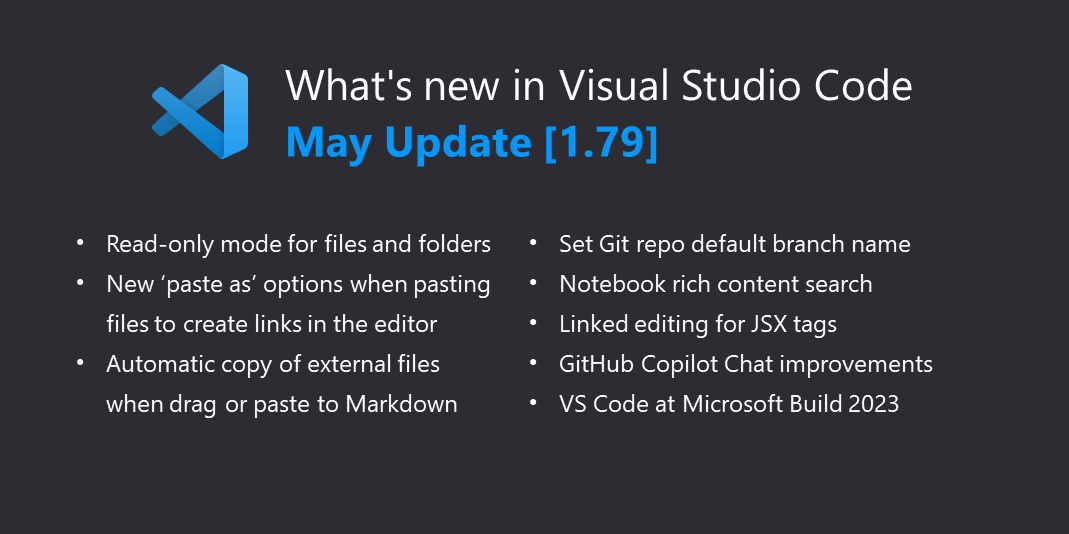 What's new in Visual Studio Code
May Update [1.79]
• Read-only mode for files and folders
• New ‘paste as’ options when pasting
files to create links in the editor
• Automatic copy of external files
when drag or paste to Markdown
• Set Git repo default branch name
• Notebook rich content search
• Linked editing for JSX tags
• GitHub Copilot Chat improvements
• VS Code at Microsoft Build 2023